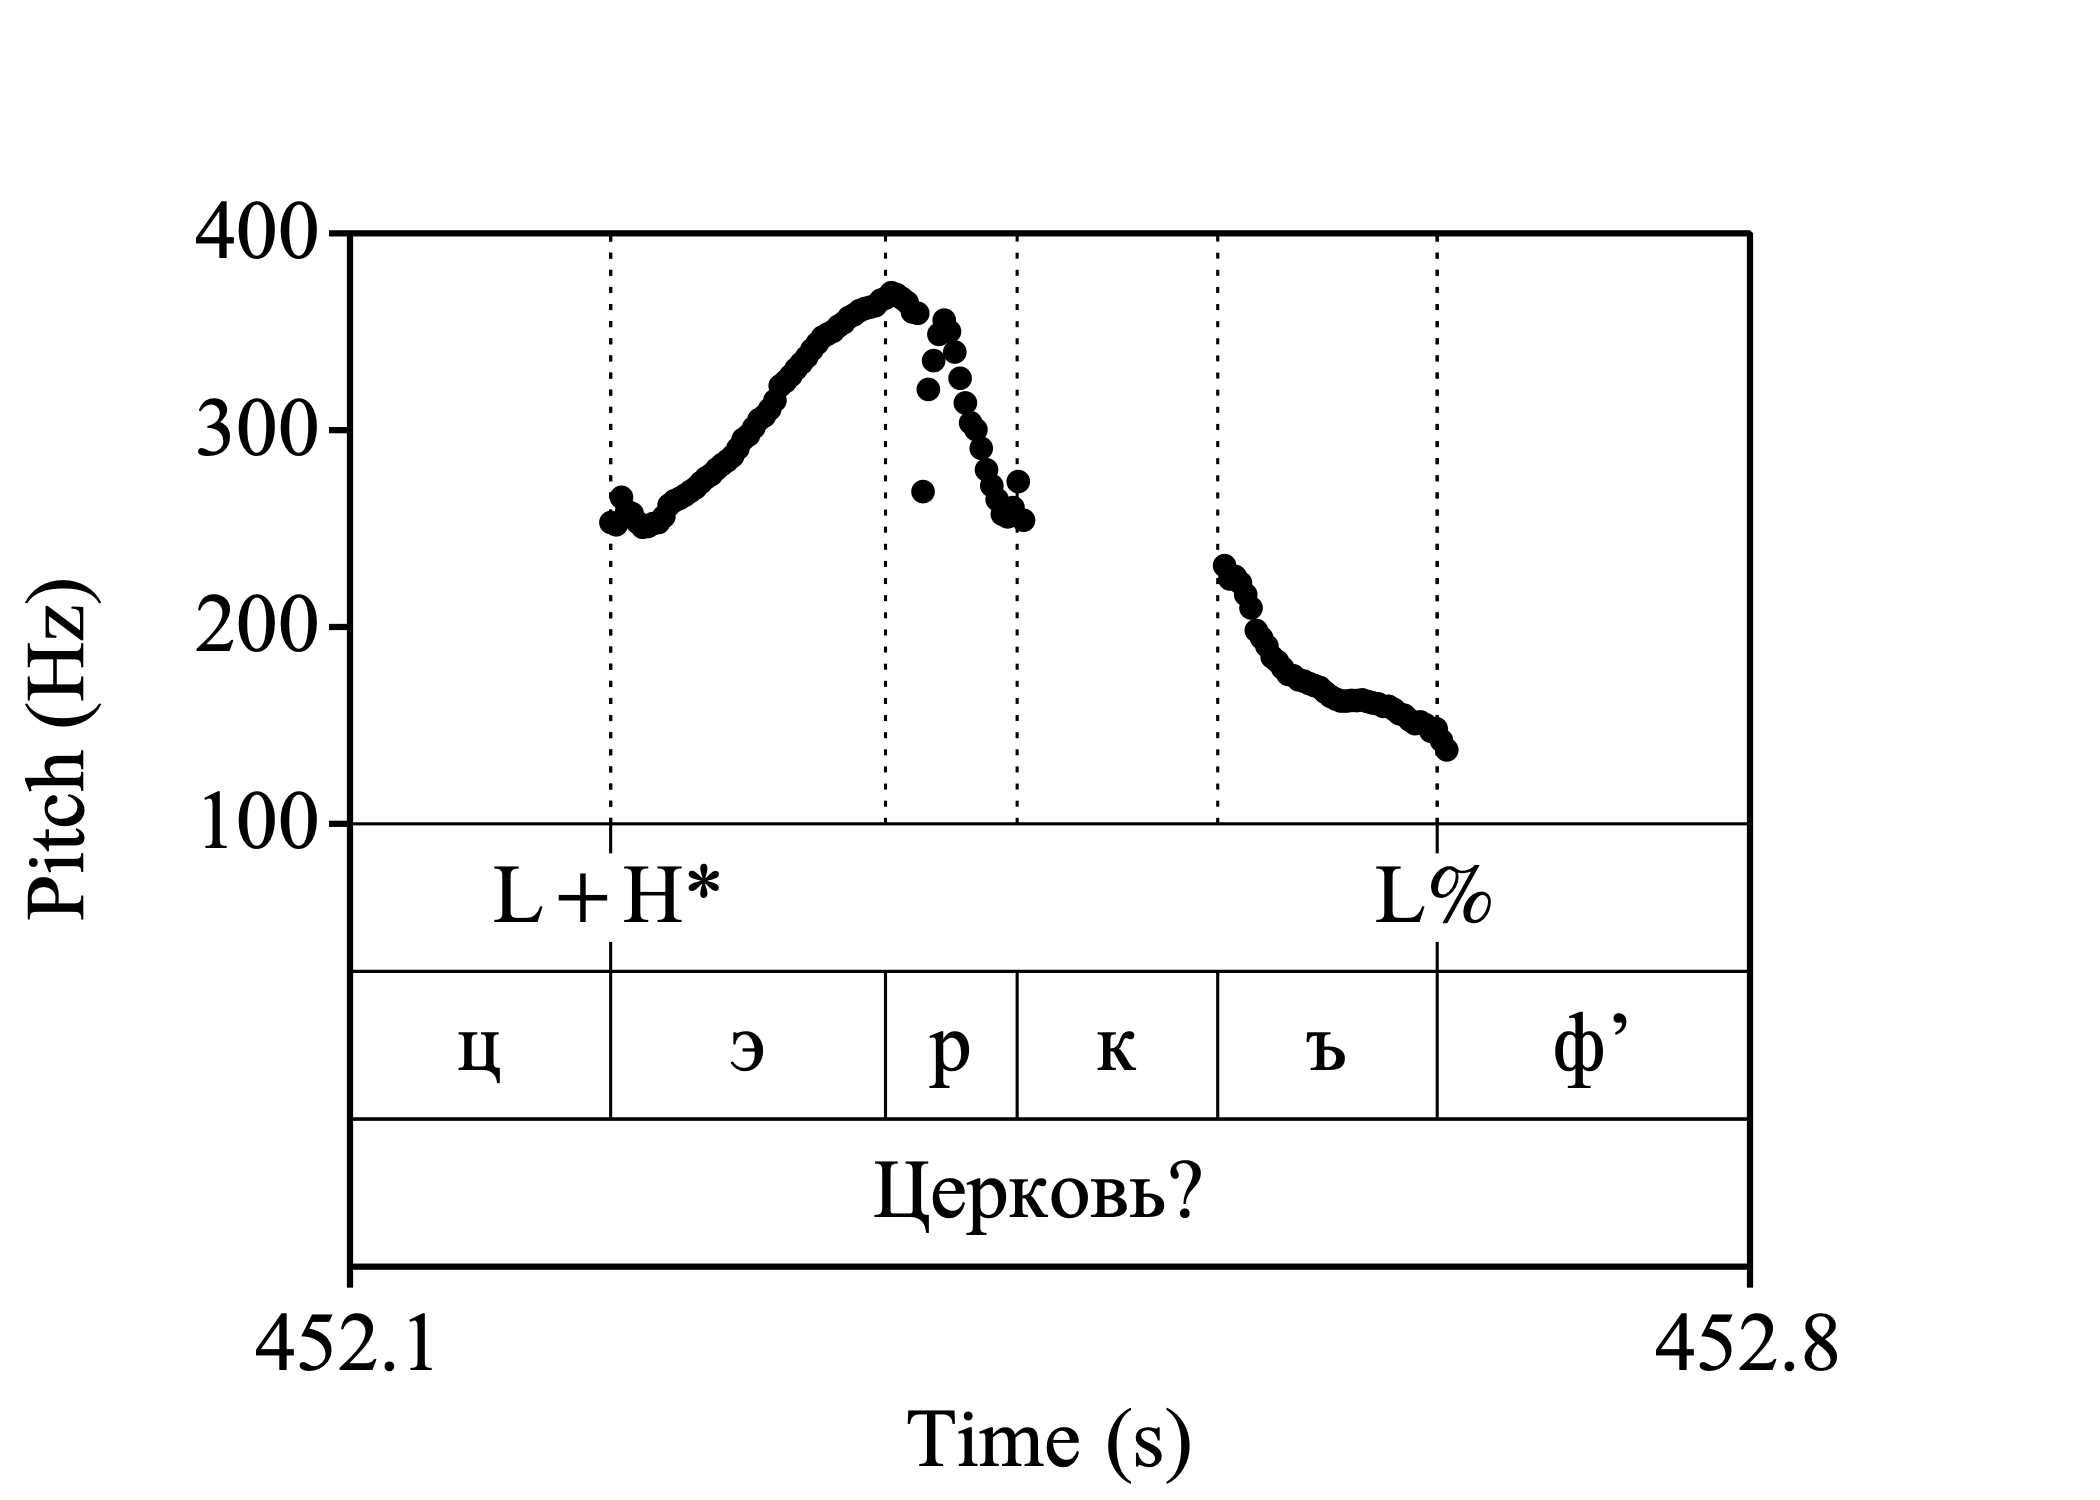 400
300
200
100
Pitch (Hz)
L+H* L%
ц э р к ъ ф’
Церковь?
452.1 452.8
Time (s)